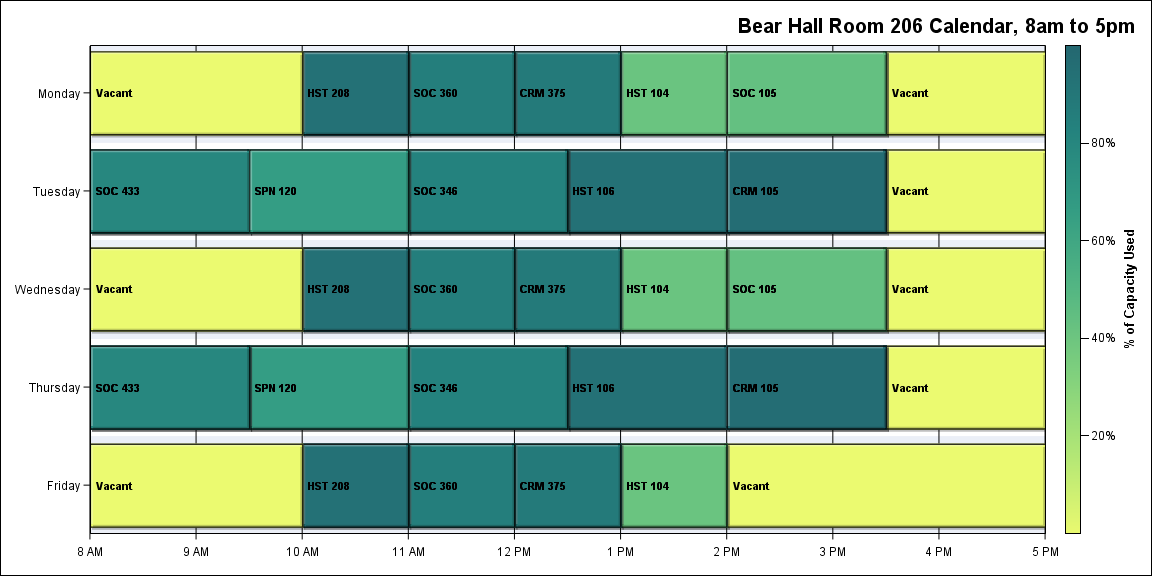 Bear Hall Room 206 Calendar, 8am to 5pm
Monday
Vacant
HST 208
SOC 360
CRM 375
HST 104
SOC 105
Vacant
Tuesday
SOC 433
SPN 120
SOC 346
HST 106
CRM 105
Vacant
Wednesday
Vacant
HST 208
SOC 360
CRM 375
HST 104
SOC 105
Vacant
Thursday
SOC 433
SPN 120
SOC 346
HST 106
CRM 105
Vacant
Friday
Vacant
HST 208
SOC 360
CRM 375
HST 104
Vacant
8 AM
9 AM
10 AM
11 AM
12 PM
1 PM
2 PM
3 PM
4 PM
5 PM
80%
60%
40%
20%
% of Capacity Used